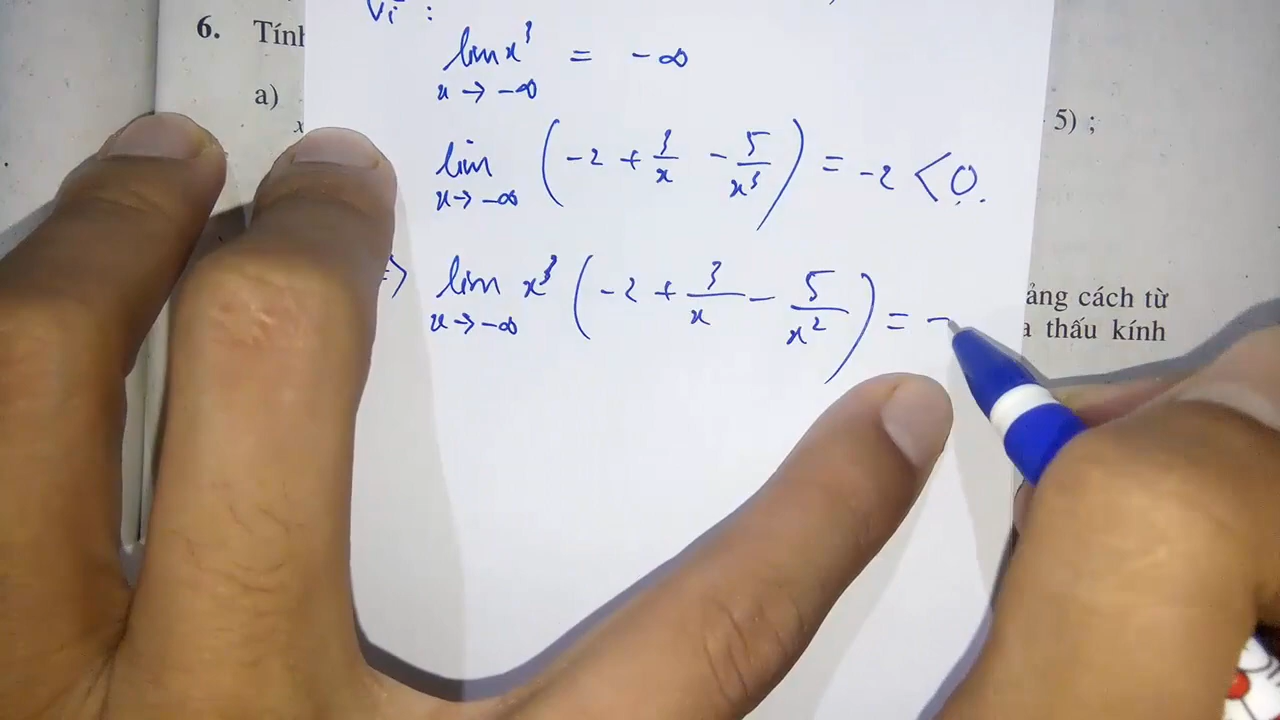 Vì :
6. Tính
lim x³ = -∞
x → -∞
a)
x
5) ;
lim (-2 + 3/x - 5/x³) = -2 < 0.
x → -∞
=> lim x³ (-2 + 3/x - 5/x²) = -
x → -∞
ảng cách từ
a thấu kính